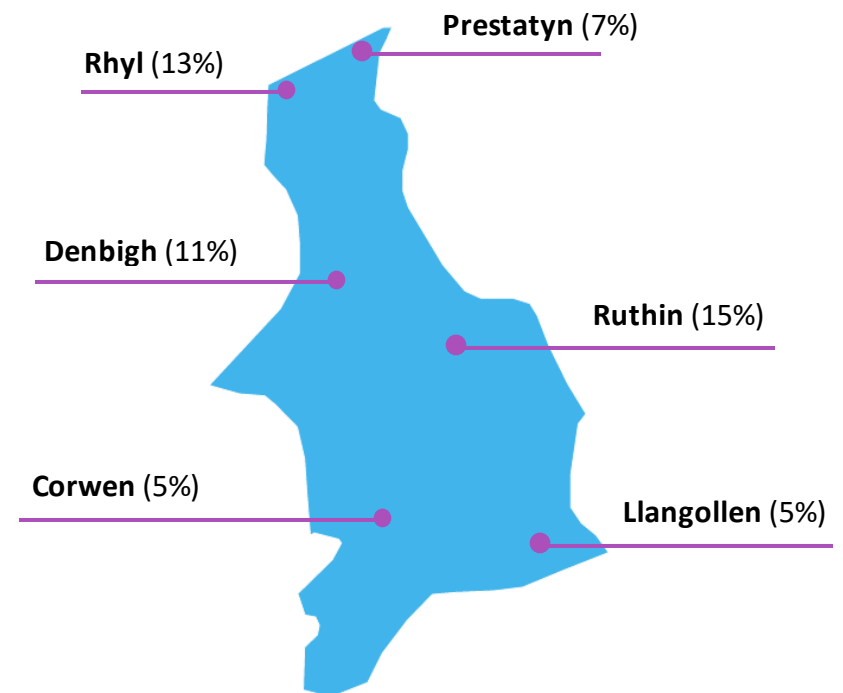 Prestatyn (7%)
Rhyl (13%)
Denbigh (11%)
Ruthin (15%)
Corwen (5%)
Llangollen (5%)